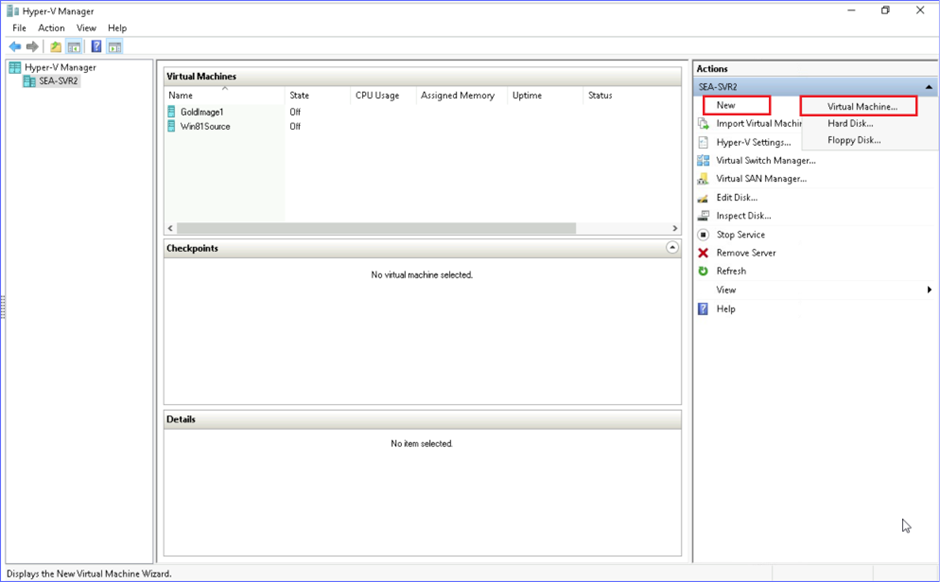 Hyper-V Manager
File Action View Help
Hyper-V Manager
SEA-SVR2
Virtual Machines
Name State CPU Usage Assigned Memory Uptime Status
GoldImage1 Off
Win81Source Off
Checkpoints
No virtual machine selected.
Details
No item selected.
Actions
SEA-SVR2
New
Virtual Machine...
Hard Disk...
Floppy Disk...
Import Virtual Machin
Hyper-V Settings...
Virtual Switch Manager...
Virtual SAN Manager...
Edit Disk...
Inspect Disk...
Stop Service
Remove Server
Refresh
View
Help
Displays the New Virtual Machine Wizard.